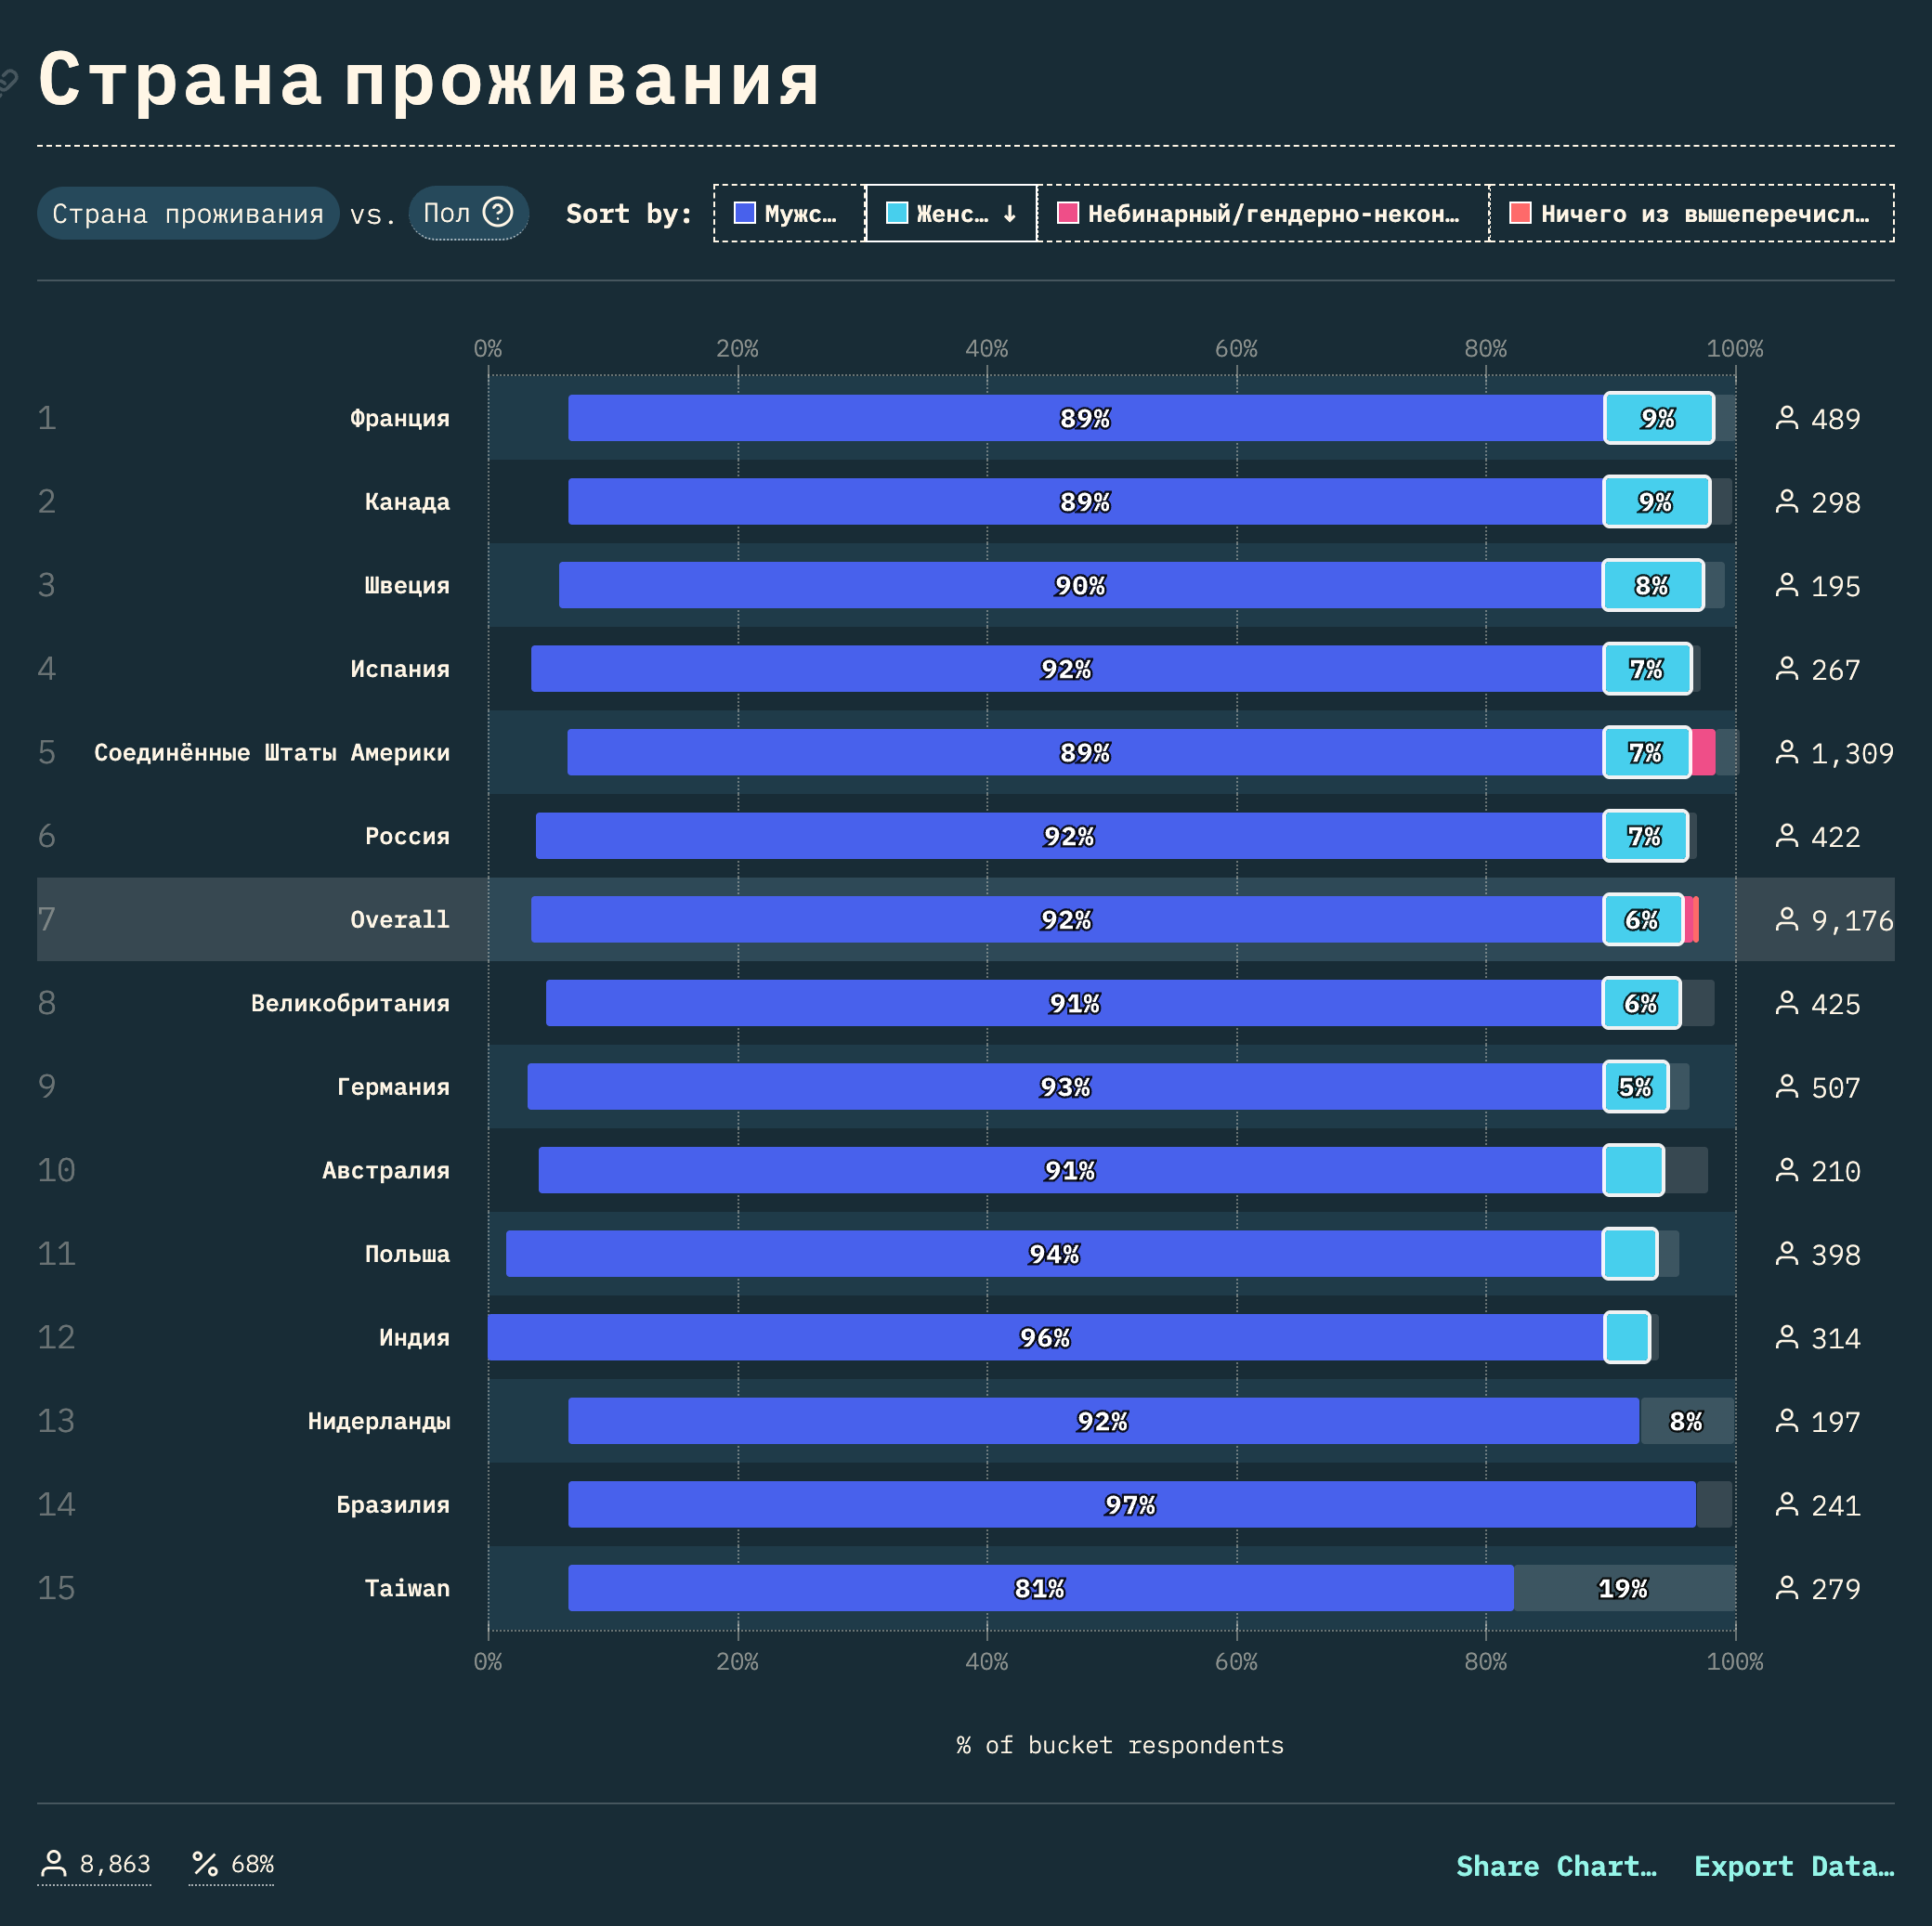 Страна проживания
Страна проживания vs. Пол ? Sort by: Мужс… Женс… ↓ Небинарный/гендерно-некон… Ничего из вышеперечисл…
0% 20% 40% 60% 80% 100%
1 Франция 89% 9% 489
2 Канада 89% 9% 298
3 Швеция 90% 8% 195
4 Испания 92% 7% 267
5 Соединённые Штаты Америки 89% 7% 1,309
6 Россия 92% 7% 422
7 Overall 92% 6% 9,176
8 Великобритания 91% 6% 425
9 Германия 93% 5% 507
10 Австралия 91% 210
11 Польша 94% 398
12 Индия 96% 314
13 Нидерланды 92% 8% 197
14 Бразилия 97% 241
15 Taiwan 81% 19% 279
0% 20% 40% 60% 80% 100%
% of bucket respondents
8,863 % 68% Share Chart… Export Data…